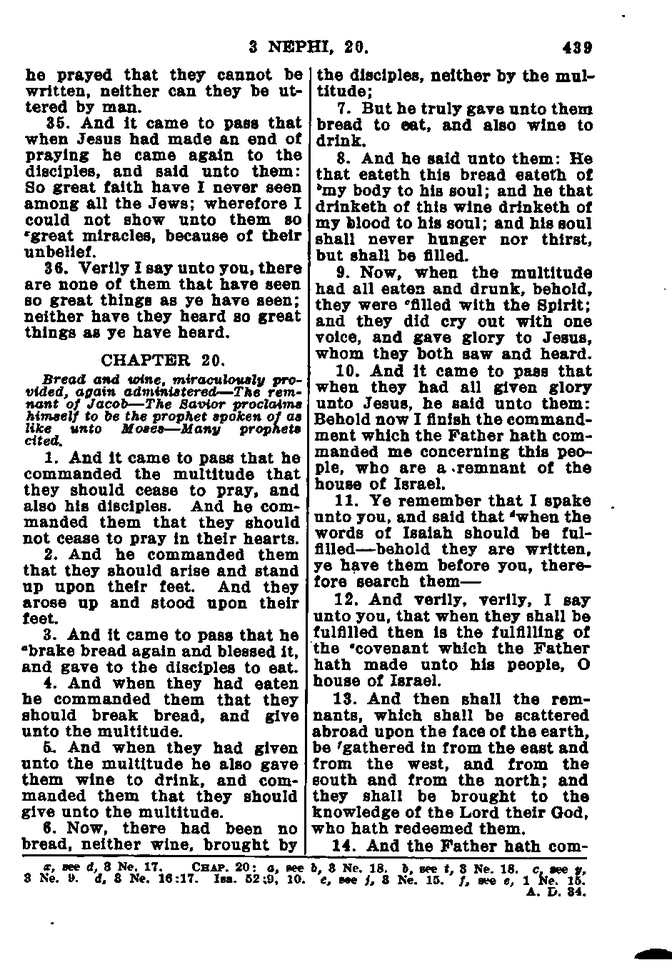 3 NEPHI, 20.
439
he prayed that they cannot be
written, neither can they be ut-
tered by man.
35. And it came to pass that
when Jesus had made an end of
praying he came again to the
disciples, and said unto them:
So great faith have I never seen
among all the Jews; wherefore I
could not show unto them so
ˣgreat miracles, because of their
unbelief.
36. Verily I say unto you, there
are none of them that have seen
so great things as ye have seen;
neither have they heard so great
things as ye have heard.
CHAPTER 20.
Bread and wine, miraculously pro-
vided, again administered—The rem-
nant of Jacob—The Savior proclaims
himself to be the prophet spoken of as
like unto Moses—Many prophets
cited.
1. And it came to pass that he
commanded the multitude that
they should cease to pray, and
also his disciples. And he com-
manded them that they should
not cease to pray in their hearts.
2. And he commanded them
that they should arise and stand
up upon their feet. And they
arose up and stood upon their
feet.
3. And it came to pass that he
ᵃbrake bread again and blessed it,
and gave to the disciples to eat.
4. And when they had eaten
he commanded them that they
should break bread, and give
unto the multitude.
5. And when they had given
unto the multitude he also gave
them wine to drink, and com-
manded them that they should
give unto the multitude.
6. Now, there had been no
bread, neither wine, brought by
the disciples, neither by the mul-
titude;
7. But he truly gave unto them
bread to eat, and also wine to
drink.
8. And he said unto them: He
that eateth this bread eateth of
ᵇmy body to his soul; and he that
drinketh of this wine drinketh of
my blood to his soul; and his soul
shall never hunger nor thirst,
but shall be filled.
9. Now, when the multitude
had all eaten and drunk, behold,
they were ᶜfilled with the Spirit;
and they did cry out with one
voice, and gave glory to Jesus,
whom they both saw and heard.
10. And it came to pass that
when they had all given glory
unto Jesus, he said unto them:
Behold now I finish the command-
ment which the Father hath com-
manded me concerning this peo-
ple, who are a remnant of the
house of Israel.
11. Ye remember that I spake
unto you, and said that ᵈwhen the
words of Isaiah should be ful-
filled—behold they are written,
ye have them before you, there-
fore search them—
12. And verily, verily, I say
unto you, that when they shall be
fulfilled then is the fulfilling of
the ᵉcovenant which the Father
hath made unto his people, O
house of Israel.
13. And then shall the rem-
nants, which shall be scattered
abroad upon the face of the earth,
be ᶠgathered in from the east and
from the west, and from the
south and from the north; and
they shall be brought to the
knowledge of the Lord their God,
who hath redeemed them.
14. And the Father hath com-
x, see d, 3 Ne. 17. CHAP. 20: a, see b, 3 Ne. 18. b, see t, 3 Ne. 18. c, see y,
3 Ne. 9. d, 3 Ne. 16:17. Isa. 52:9, 10. e, see j, 3 Ne. 15. f, see e, 1 Ne. 15.
A. D. 34.